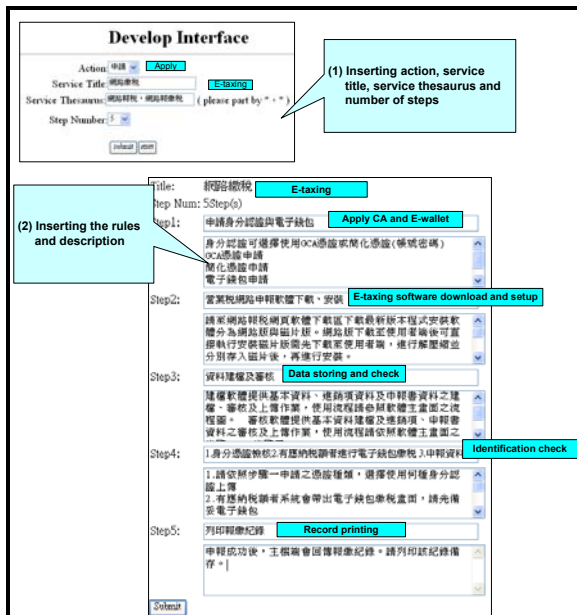 Develop Interface
Action: 申請 Apply
Service Title: 網路繳稅 E-taxing
Service Thesaurus: 網路報稅，網路報繳稅 ( please part by " , " )
Step Number: 5
submit reset
(1) Inserting action, service
title, service thesaurus and
number of steps
Title: 網路繳稅 E-taxing
Step Num: 5Step(s)
(2) Inserting the rules
and description
Step1: 申請身分認證與電子錢包 Apply CA and E-wallet
身分認證可選擇使用GCA憑證或簡化憑證(帳號密碼)
GCA憑證申請
簡化憑證申請
電子錢包申請
Step2: 營業稅網路申報軟體下載、安裝 E-taxing software download and setup
請至網路報稅網頁軟體下載區下載最新版本程式安裝軟
體分為網路版與磁片版。網路版下載至使用者端後可直
接執行安裝磁片版需先下載至使用者端，進行解壓縮並
分別存入磁片後，再進行安裝。
Step3: 資料建檔及審核 Data storing and check
建檔軟體提供基本資料、進銷項資料及申報書資料之建
檔、審核及上傳作業，使用流程請參照軟體主畫面之流
程圖。 審核軟體提供基本資料建檔及進銷項、申報書
資料之審核及上傳作業，使用流程請依照軟體主畫面之
Step4: 1.身分憑證檢核2.有應納稅額者進行電子錢包繳稅 3.申報資料 Identification check
1.請依照步驟一申請之憑證種類，選擇使用何種身分認
證上傳
2.有應納稅額者系統會帶出電子錢包繳稅畫面，請先備
妥電子錢包
Step5: 列印報繳紀錄 Record printing
申報成功後，主機端會回傳報繳紀錄。請列印該紀錄備
存。
Submit